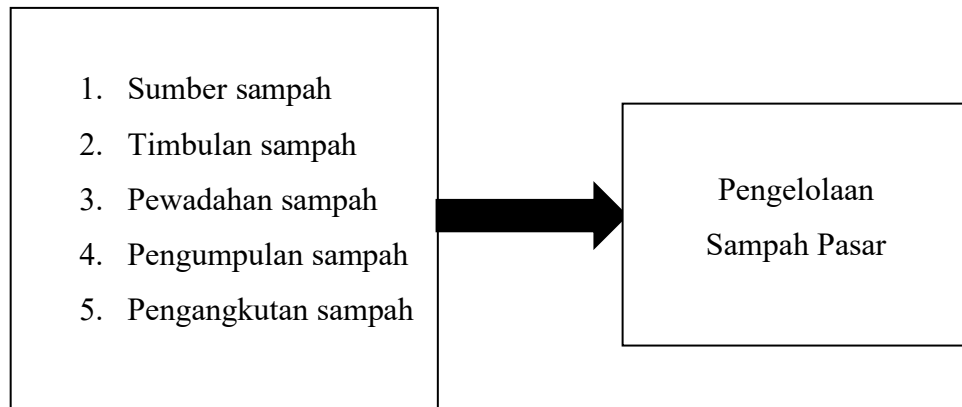 1. Sumber sampah
2. Timbulan sampah
3. Pewadahan sampah
4. Pengumpulan sampah
5. Pengangkutan sampah
Pengelolaan
Sampah Pasar